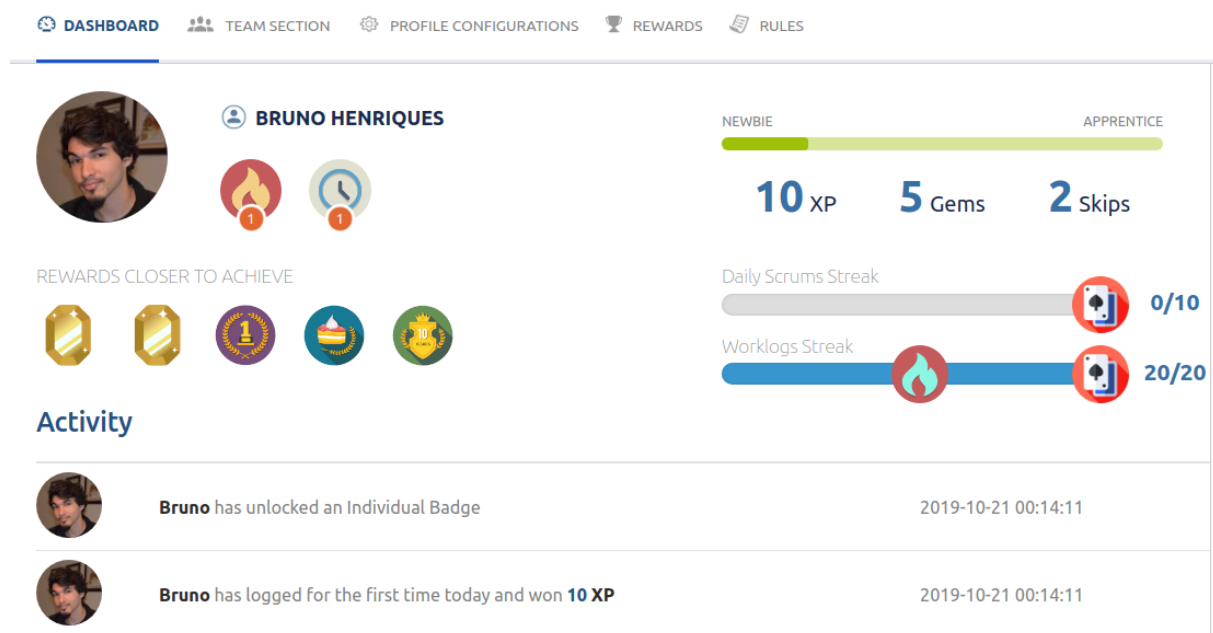 DASHBOARD TEAM SECTION PROFILE CONFIGURATIONS REWARDS RULES
BRUNO HENRIQUES
1 1
NEWBIE APPRENTICE
10 XP 5 Gems 2 Skips
REWARDS CLOSER TO ACHIEVE
1 10
Daily Scrums Streak
0/10
Worklogs Streak
20/20
Activity
Bruno has unlocked an Individual Badge 2019-10-21 00:14:11
Bruno has logged for the first time today and won 10 XP 2019-10-21 00:14:11